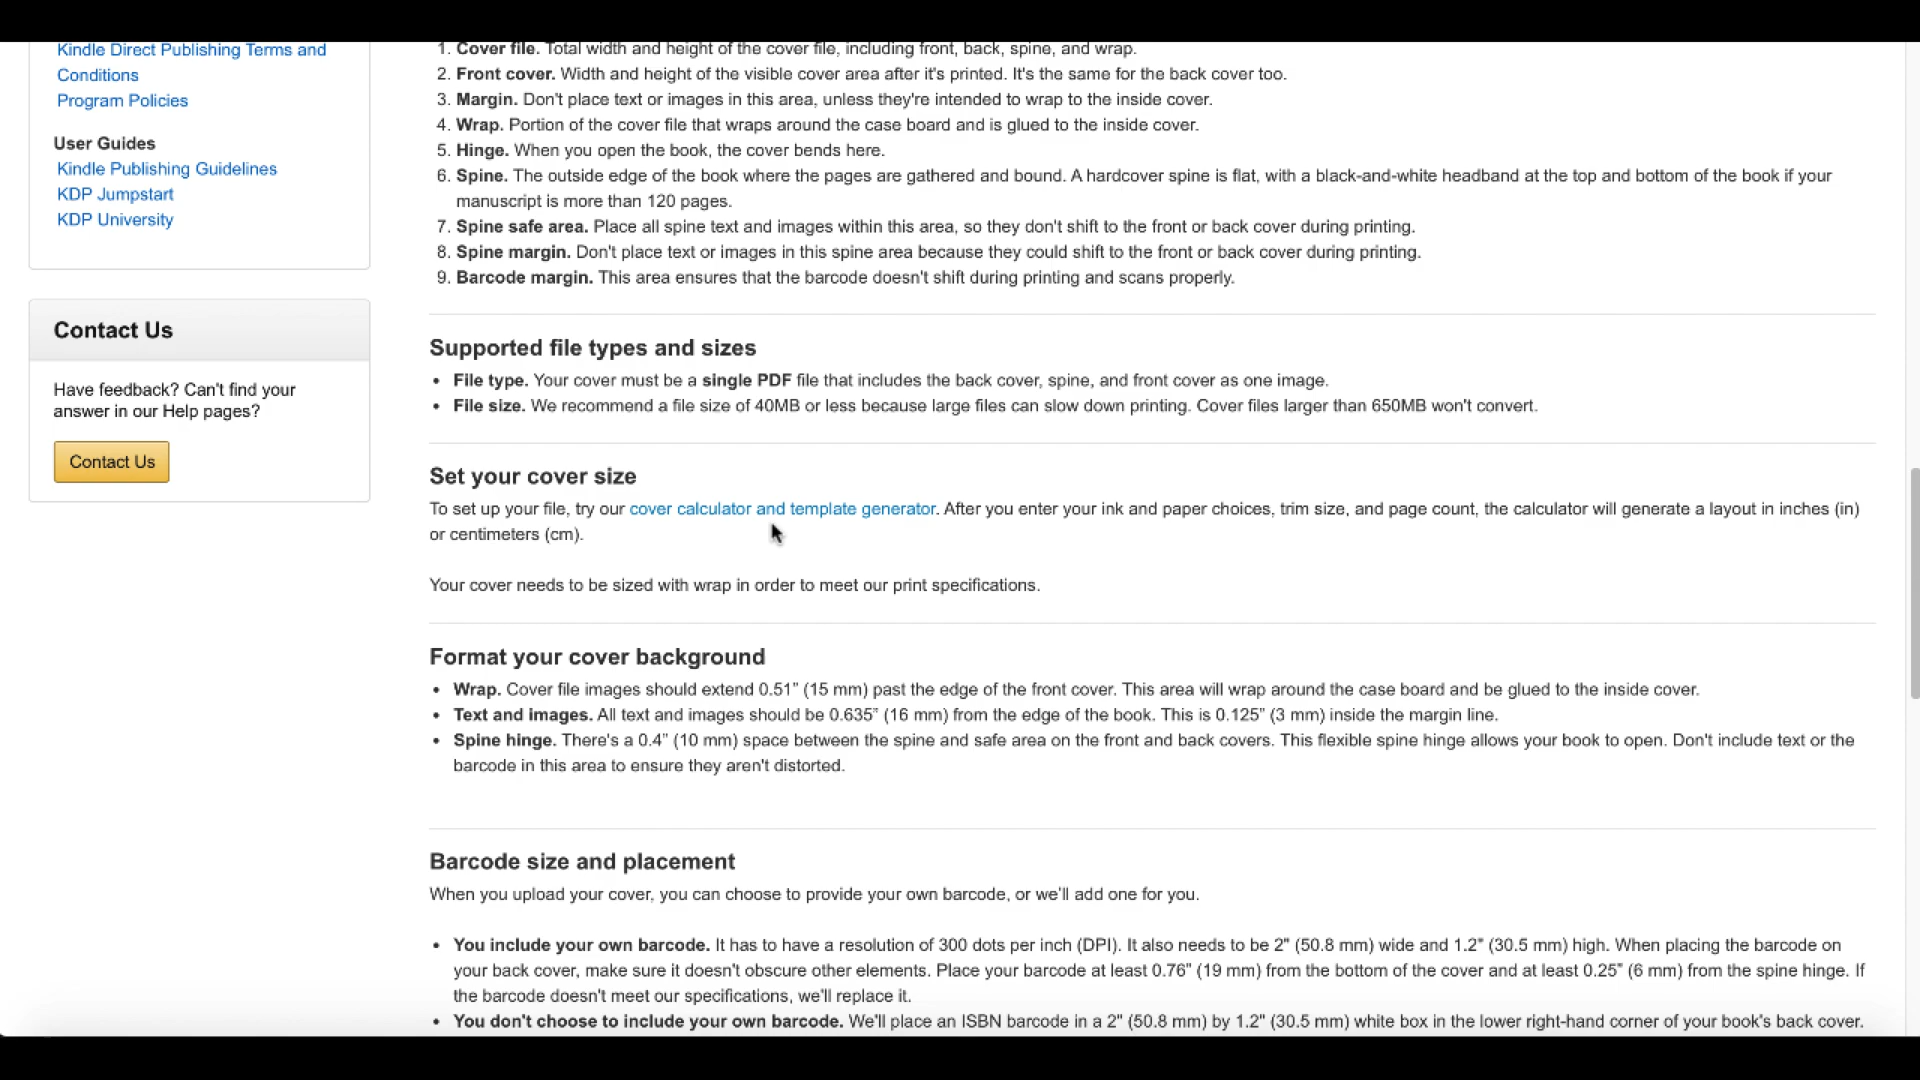 Kindle Direct Publishing Terms and
Conditions
Program Policies
User Guides
Kindle Publishing Guidelines
KDP Jumpstart
KDP University
Contact Us
Have feedback? Can't find your
answer in our Help pages?
Contact Us
1. Cover file. Total width and height of the cover file, including front, back, spine, and wrap.
2. Front cover. Width and height of the visible cover area after it's printed. It's the same for the back cover too.
3. Margin. Don't place text or images in this area, unless they're intended to wrap to the inside cover.
4. Wrap. Portion of the cover file that wraps around the case board and is glued to the inside cover.
5. Hinge. When you open the book, the cover bends here.
6. Spine. The outside edge of the book where the pages are gathered and bound. A hardcover spine is flat, with a black-and-white headband at the top and bottom of the book if your
manuscript is more than 120 pages.
7. Spine safe area. Place all spine text and images within this area, so they don't shift to the front or back cover during printing.
8. Spine margin. Don't place text or images in this spine area because they could shift to the front or back cover during printing.
9. Barcode margin. This area ensures that the barcode doesn't shift during printing and scans properly.
Supported file types and sizes
• File type. Your cover must be a single PDF file that includes the back cover, spine, and front cover as one image.
• File size. We recommend a file size of 40MB or less because large files can slow down printing. Cover files larger than 650MB won't convert.
Set your cover size
To set up your file, try our cover calculator and template generator. After you enter your ink and paper choices, trim size, and page count, the calculator will generate a layout in inches (in)
or centimeters (cm).
Your cover needs to be sized with wrap in order to meet our print specifications.
Format your cover background
• Wrap. Cover file images should extend 0.51” (15 mm) past the edge of the front cover. This area will wrap around the case board and be glued to the inside cover.
• Text and images. All text and images should be 0.635” (16 mm) from the edge of the book. This is 0.125” (3 mm) inside the margin line.
• Spine hinge. There's a 0.4” (10 mm) space between the spine and safe area on the front and back covers. This flexible spine hinge allows your book to open. Don't include text or the
barcode in this area to ensure they aren't distorted.
Barcode size and placement
When you upload your cover, you can choose to provide your own barcode, or we’ll add one for you.
• You include your own barcode. It has to have a resolution of 300 dots per inch (DPI). It also needs to be 2" (50.8 mm) wide and 1.2" (30.5 mm) high. When placing the barcode on
your back cover, make sure it doesn't obscure other elements. Place your barcode at least 0.76” (19 mm) from the bottom of the cover and at least 0.25” (6 mm) from the spine hinge. If
the barcode doesn't meet our specifications, we'll replace it.
• You don't choose to include your own barcode. We'll place an ISBN barcode in a 2" (50.8 mm) by 1.2" (30.5 mm) white box in the lower right-hand corner of your book's back cover.